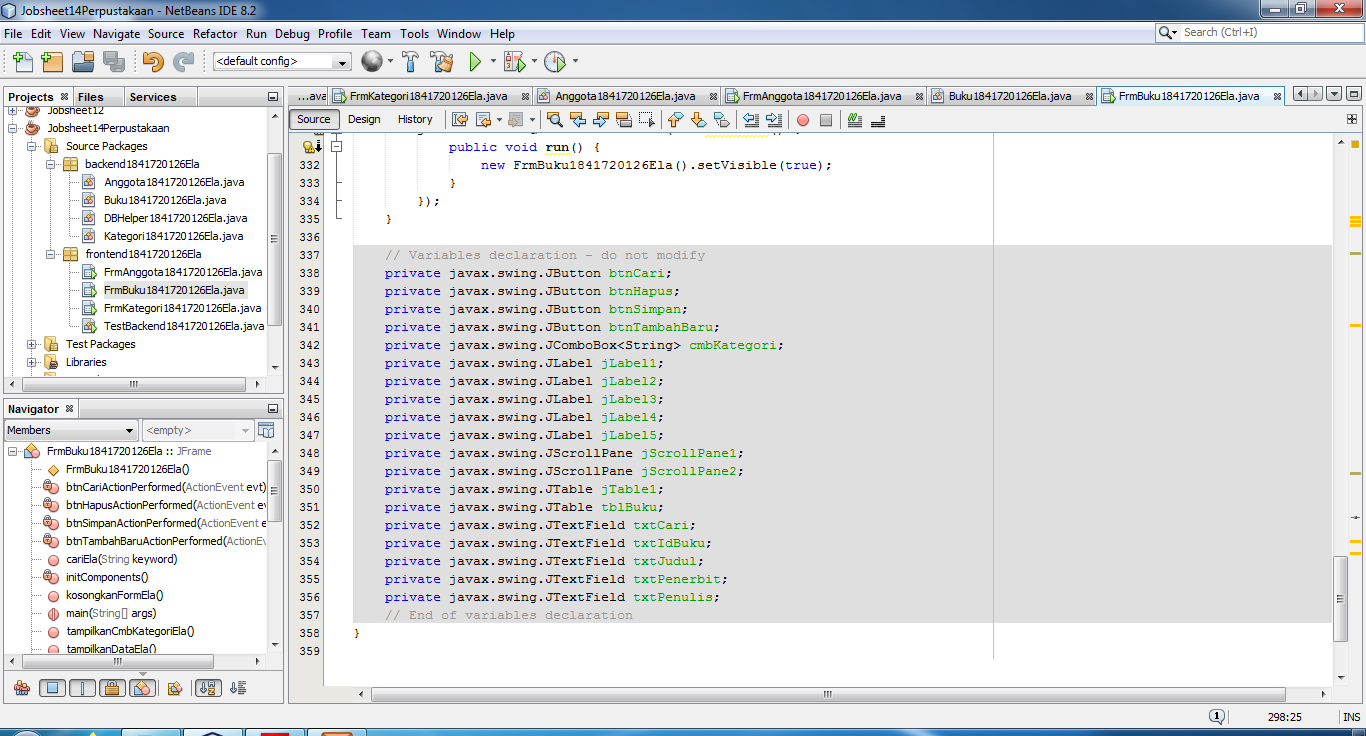 Jobsheet14Perpustakaan - NetBeans IDE 8.2
File Edit View Navigate Source Refactor Run Debug Profile Team Tools Window Help
Search (Ctrl+I)
<default config>
Projects Files Services
Jobsheet12
Jobsheet14Perpustakaan
Source Packages
backend1841720126Ela
Anggota1841720126Ela.java
Buku1841720126Ela.java
DBHelper1841720126Ela.java
Kategori1841720126Ela.java
frontend1841720126Ela
FrmAnggota1841720126Ela.java
FrmBuku1841720126Ela.java
FrmKategori1841720126Ela.java
TestBackend1841720126Ela.java
Test Packages
Libraries
Navigator
Members <empty>
FrmBuku1841720126Ela :: JFrame
FrmBuku1841720126Ela()
btnCariActionPerformed(ActionEvent evt)
btnHapusActionPerformed(ActionEvent ev
btnSimpanActionPerformed(ActionEvent e
btnTambahBaruActionPerformed(ActionEv
cariEla(String keyword)
initComponents()
kosongkanFormEla()
main(String[] args)
tampilkanCmbKategoriEla()
tampilkanDataEla()
...ava FrmKategori1841720126Ela.java Anggota1841720126Ela.java FrmAnggota1841720126Ela.java Buku1841720126Ela.java FrmBuku1841720126Ela.java
Source Design History
public void run() {
332 new FrmBuku1841720126Ela().setVisible(true);
333 }
334 });
335 }
336
337 // Variables declaration - do not modify
338 private javax.swing.JButton btnCari;
339 private javax.swing.JButton btnHapus;
340 private javax.swing.JButton btnSimpan;
341 private javax.swing.JButton btnTambahBaru;
342 private javax.swing.JComboBox<String> cmbKategori;
343 private javax.swing.JLabel jLabel1;
344 private javax.swing.JLabel jLabel2;
345 private javax.swing.JLabel jLabel3;
346 private javax.swing.JLabel jLabel4;
347 private javax.swing.JLabel jLabel5;
348 private javax.swing.JScrollPane jScrollPane1;
349 private javax.swing.JScrollPane jScrollPane2;
350 private javax.swing.JTable jTable1;
351 private javax.swing.JTable tblBuku;
352 private javax.swing.JTextField txtCari;
353 private javax.swing.JTextField txtIdBuku;
354 private javax.swing.JTextField txtJudul;
355 private javax.swing.JTextField txtPenerbit;
356 private javax.swing.JTextField txtPenulis;
357 // End of variables declaration
358 }
359
1 298:25 INS